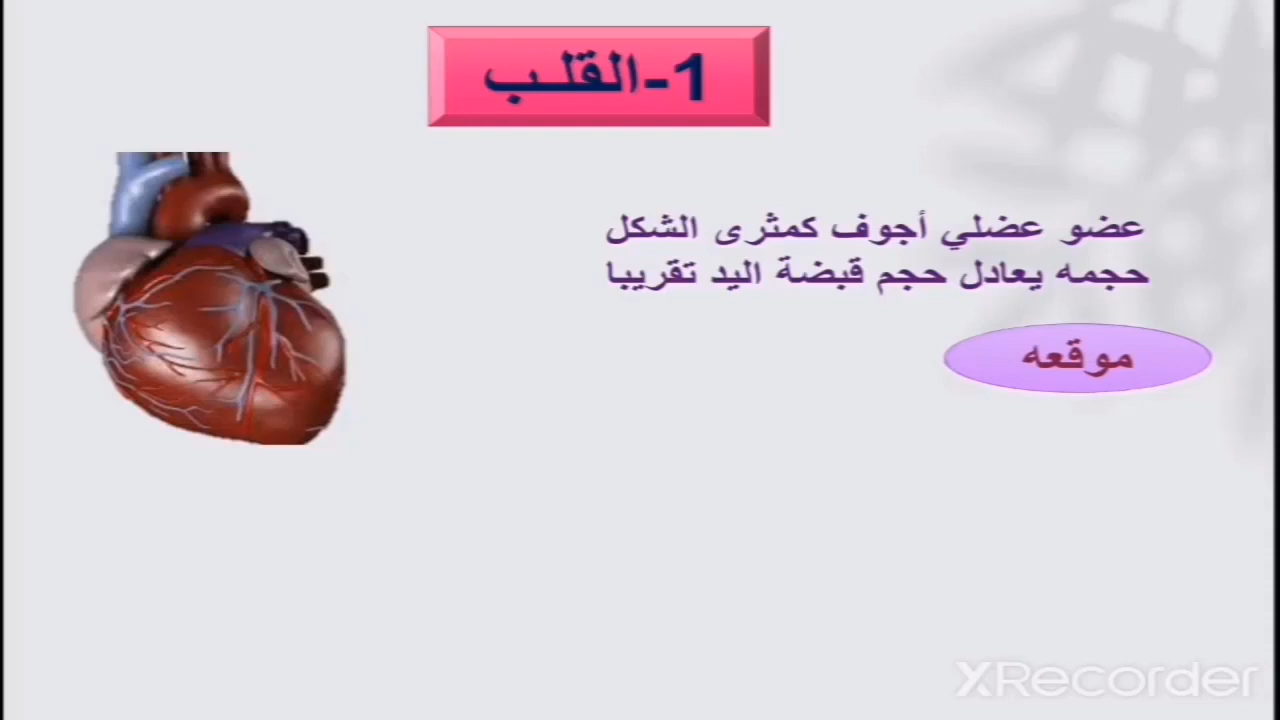 1-القلب
عضو عضلي أجوف كمثرى الشكل
حجمه يعادل حجم قبضة اليد تقريبا
موقعه
XRecorder